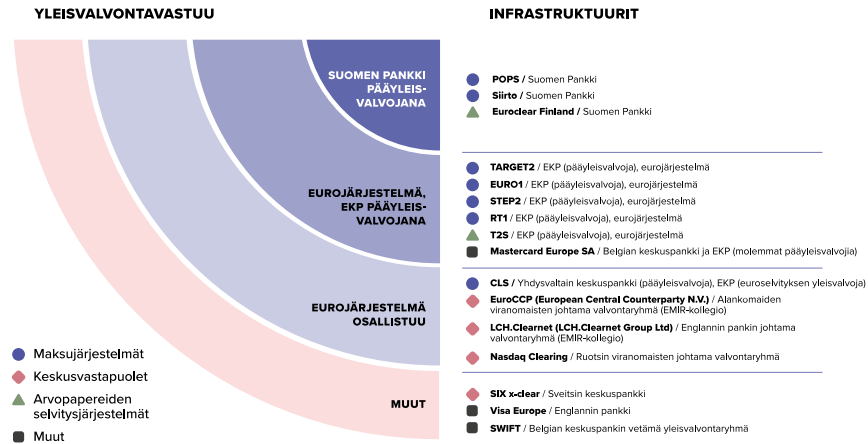 YLEISVALVONTAVASTUU
SUOMEN PANKKI
PÄÄYLEIS-
VALVOJANA
EUROJÄRJESTELMÄ,
EKP PÄÄYLEIS-
VALVOJANA
EUROJÄRJESTELMÄ
OSALLISTUU
MUUT
Maksujärjestelmät
Keskusvastapuolet
Arvopapereiden
selvitysjärjestelmät
Muut
INFRASTRUKTUURIT
POPS / Suomen Pankki
Siirto / Suomen Pankki
Euroclear Finland / Suomen Pankki
TARGET2 / EKP (pääyleisvalvoja), eurojärjestelmä
EURO1 / EKP (pääyleisvalvoja), eurojärjestelmä
STEP2 / EKP (pääyleisvalvoja), eurojärjestelmä
RT1 / EKP (pääyleisvalvoja), eurojärjestelmä
T2S / EKP (pääyleisvalvoja), eurojärjestelmä
Mastercard Europe SA / Belgian keskuspankki ja EKP (molemmat pääyleisvalvojia)
CLS / Yhdysvaltain keskuspankki (pääyleisvalvoja), EKP (euroselvityksen yleisvalvoja)
EuroCCP (European Central Counterparty N.V.) / Alankomaiden
viranomaisten johtama valvontaryhmä (EMIR-kollegio)
LCH.Clearnet (LCH.Clearnet Group Ltd) / Englannin pankin johtama
valvontaryhmä (EMIR-kollegio)
Nasdaq Clearing / Ruotsin viranomaisten johtama valvontaryhmä
SIX x-clear / Sveitsin keskuspankki
Visa Europe / Englannin pankki
SWIFT / Belgian keskuspankin vetämä yleisvalvontaryhmä